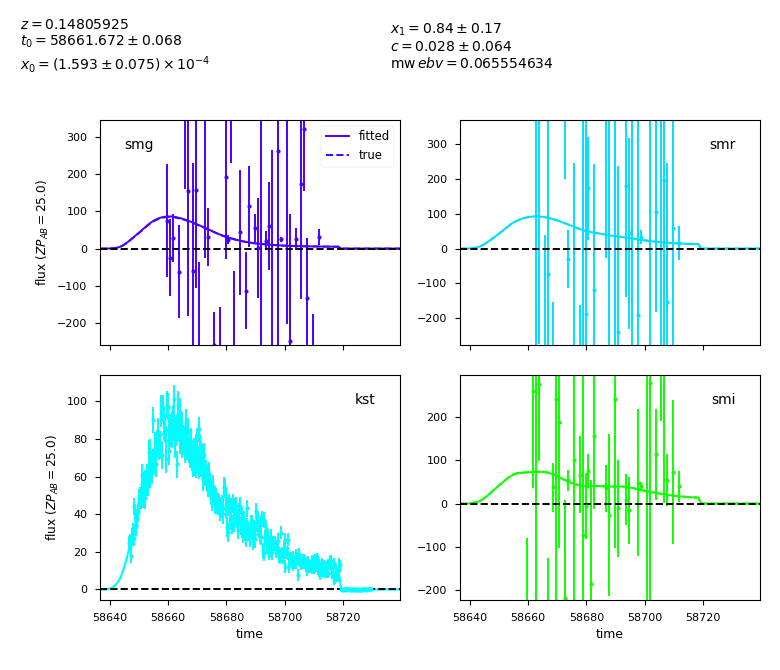 z = 0.14805925
t₀ = 58661.672 ± 0.068
x₀ = (1.593 ± 0.075) × 10⁻⁴
x₁ = 0.84 ± 0.17
c = 0.028 ± 0.064
mw ebv = 0.065554634
smg
fitted
true
300
200
100
0
−100
−200
flux (ZP_AB = 25.0)
smr
300
200
100
0
−100
−200
kst
100
80
60
40
20
0
flux (ZP_AB = 25.0)
58640 58660 58680 58700 58720
time
smi
200
100
0
−100
−200
58640 58660 58680 58700 58720
time